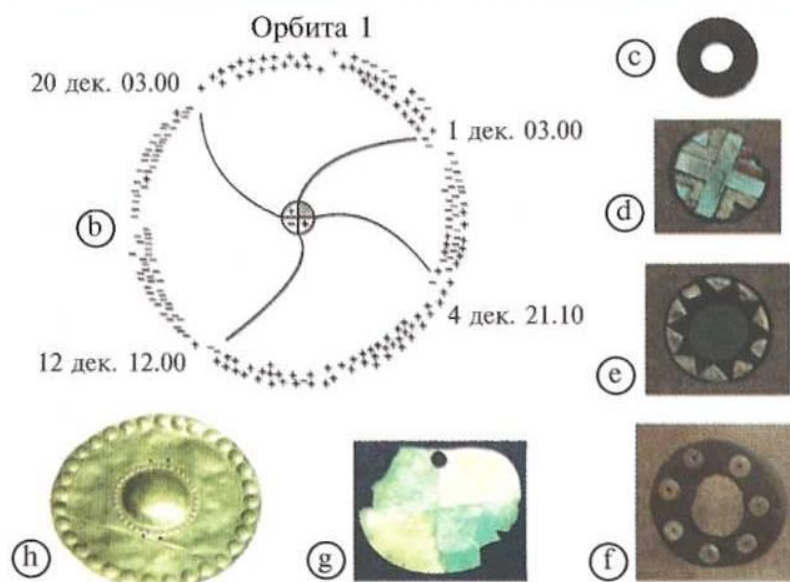 Орбита 1
20 дек. 03.00
1 дек. 03.00
4 дек. 21.10
12 дек. 12.00
b
c
d
e
f
g
h